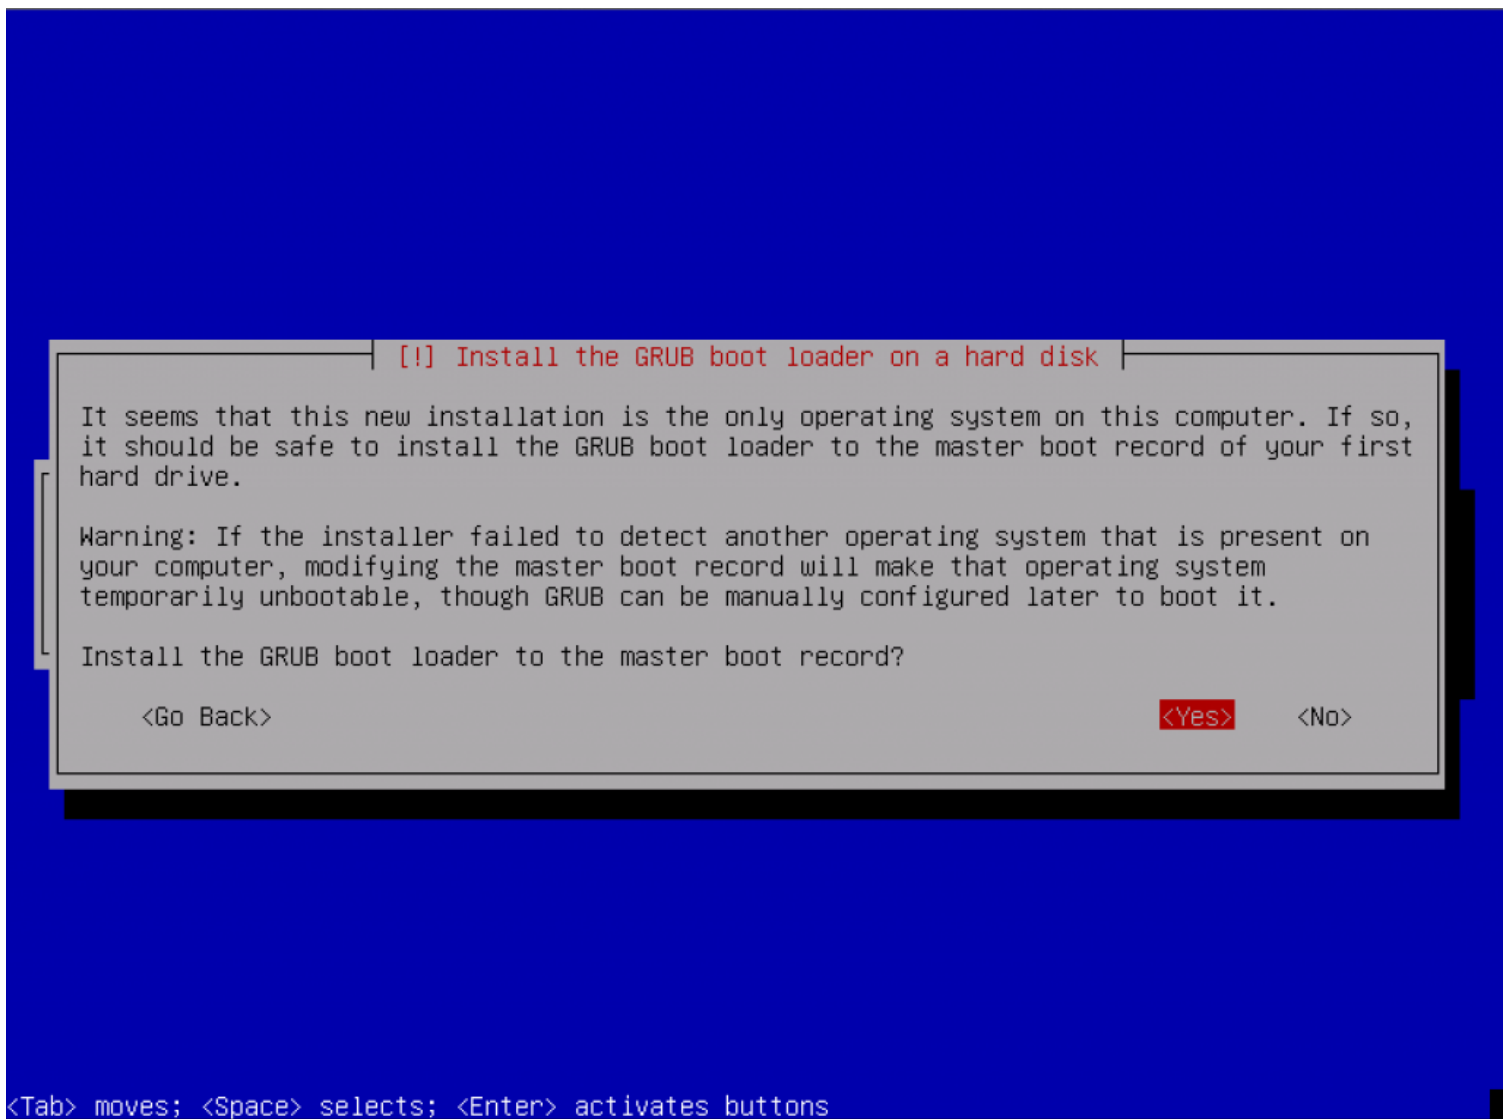 [!] Install the GRUB boot loader on a hard disk
It seems that this new installation is the only operating system on this computer. If so,
it should be safe to install the GRUB boot loader to the master boot record of your first
hard drive.
Warning: If the installer failed to detect another operating system that is present on
your computer, modifying the master boot record will make that operating system
temporarily unbootable, though GRUB can be manually configured later to boot it.
Install the GRUB boot loader to the master boot record?
<Go Back> <Yes> <No>
<Tab> moves; <Space> selects; <Enter> activates buttons